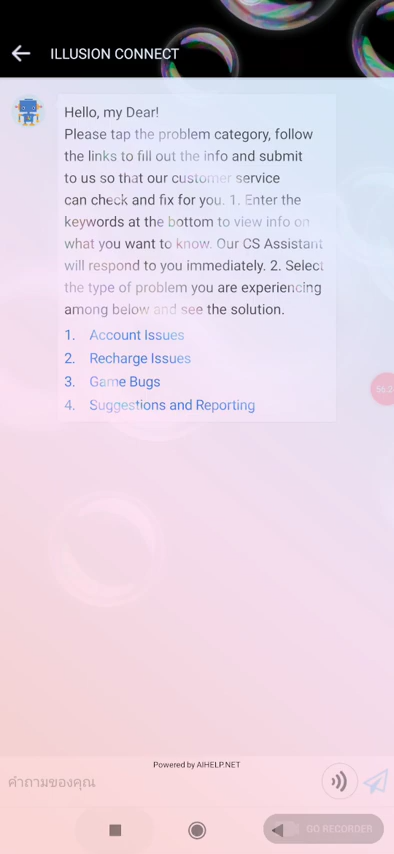 ILLUSION CONNECT
Hello, my Dear!
Please tap the problem category, follow
the links to fill out the info and submit
to us so that our customer service
can check and fix for you. 1. Enter the
keywords at the bottom to view info on
what you want to know. Our CS Assistant
will respond to you immediately. 2. Select
the type of problem you are experiencing
among below and see the solution.
1. Account Issues
2. Recharge Issues
3. Game Bugs
4. Suggestions and Reporting
Powered by AIHELP.NET
คำถามของคุณ
GO RECORDER